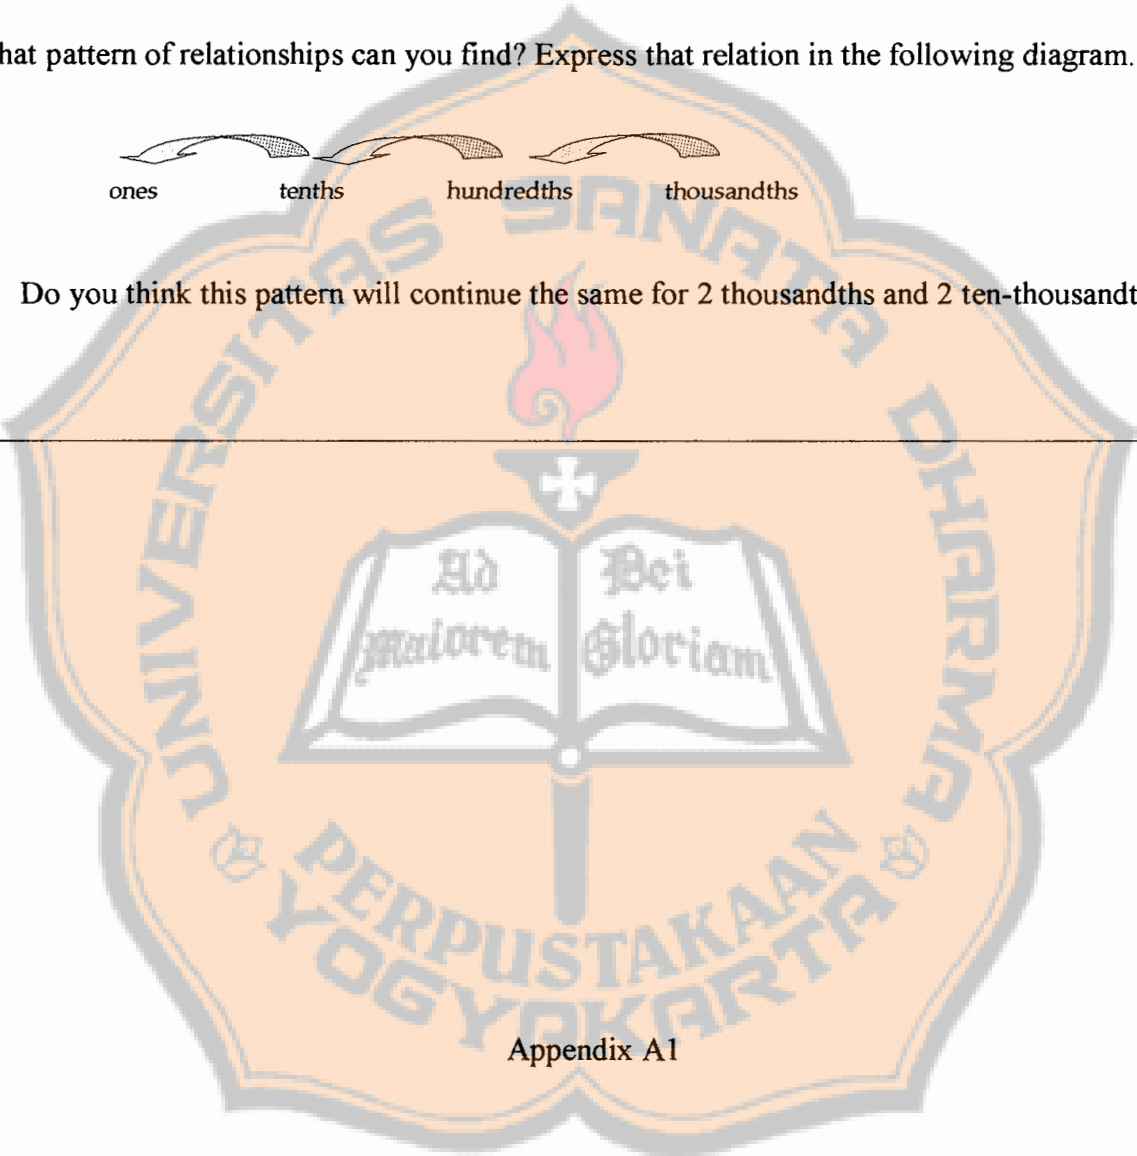 hat pattern of relationships can you find? Express that relation in the following diagram.
ones tenths hundredths thousandths
Do you think this pattern will continue the same for 2 thousandths and 2 ten-thousandt
UNIVERSITAS SANATA DHARMA
Ad Dei
maiorem Gloriam
PERPUSTAKAAN
YOGYAKARTA
Appendix A1